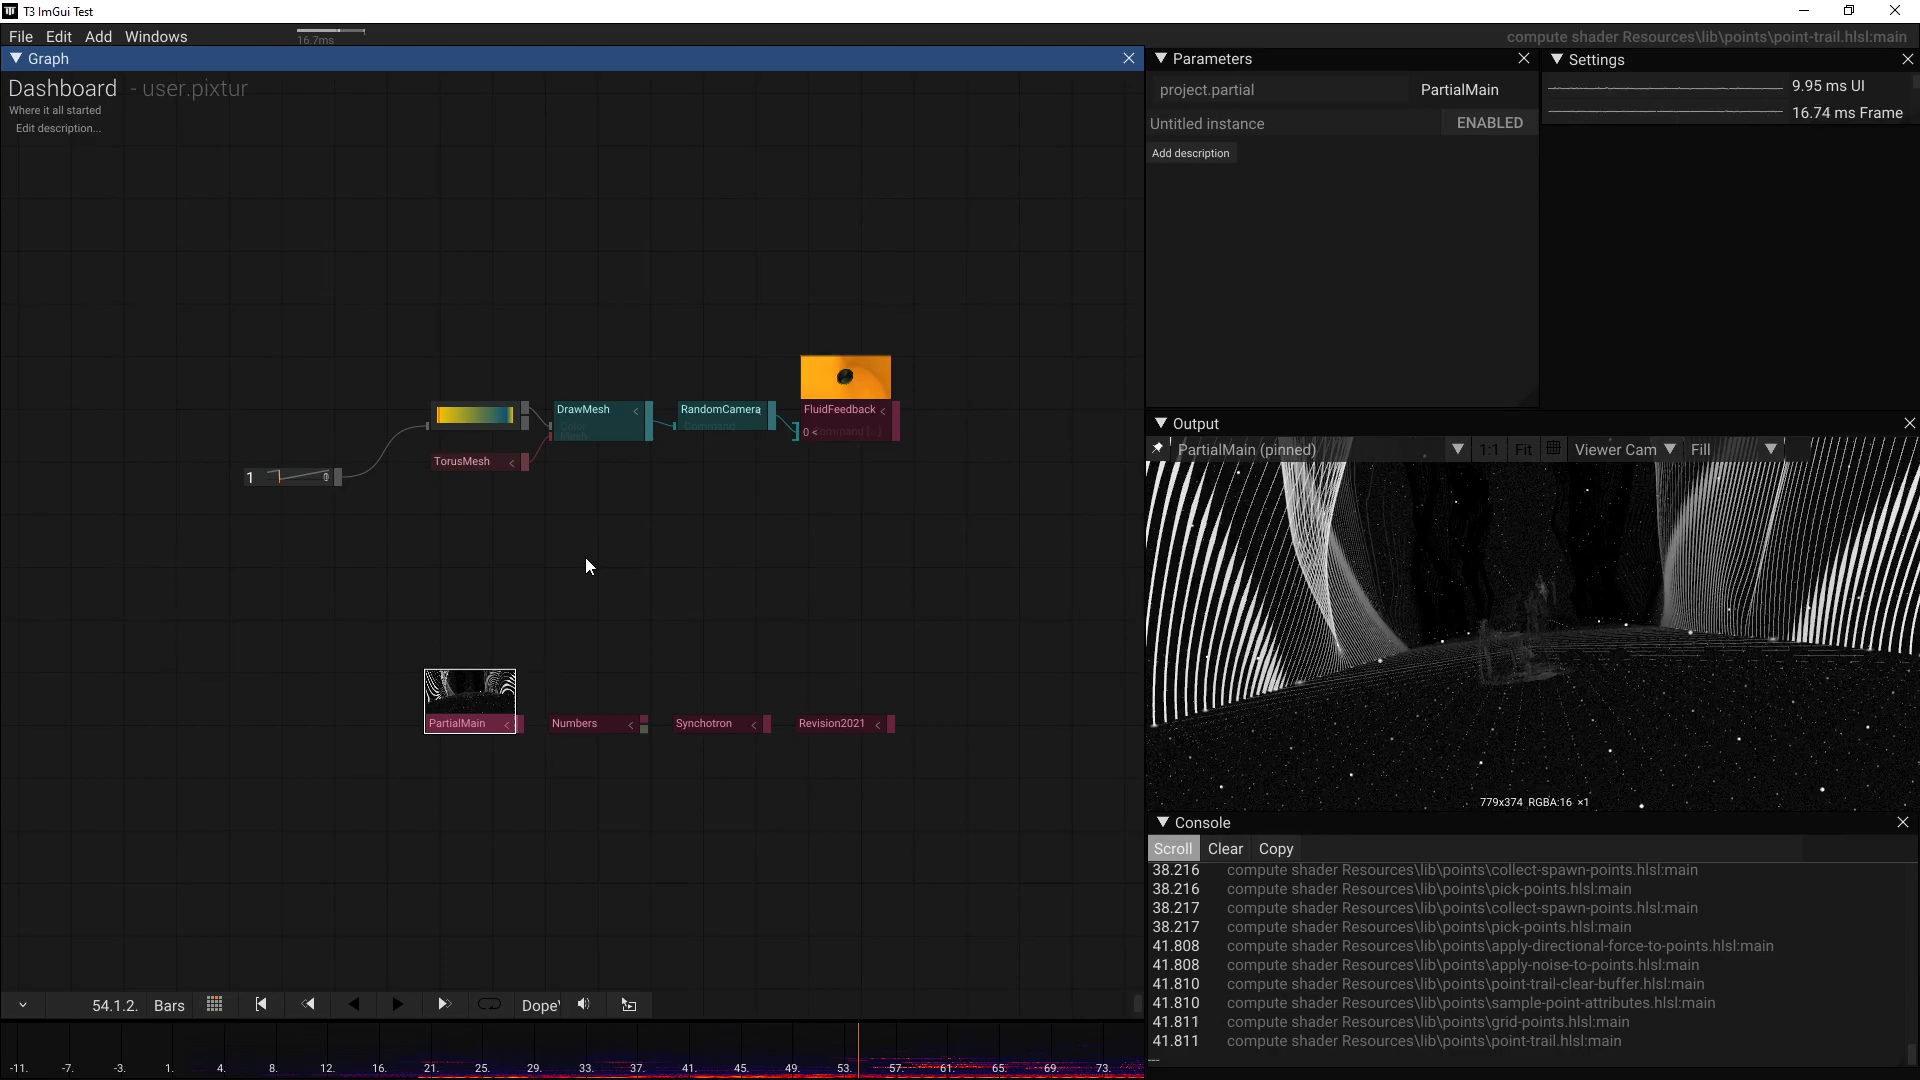 T3 ImGui Test
File Edit Add Windows
16.7ms
compute shader Resources\lib\points\point-trail.hlsl:main
Graph
Dashboard - user.pixtur
Where it all started
Edit description...
DrawMesh <
Color
Mesh
RandomCamera
Command
FluidFeedback <
0 < Command [...]
TorusMesh <
1 0
PartialMain <
Numbers <
Synchotron <
Revision2021 <
54.1.2. Bars
Dope'
-11. -7. -3. 1. 4. 8. 12. 16. 21. 25. 29. 33. 37. 41. 45. 49. 53. 57. 61. 65. 69. 73.
Parameters
project.partial PartialMain
Untitled instance ENABLED
Add description
Settings
9.95 ms UI
16.74 ms Frame
Output
PartialMain (pinned) 1:1 Fit Viewer Cam Fill
779x374 RGBA:16 ×1
Console
Scroll Clear Copy
38.216 compute shader Resources\lib\points\collect-spawn-points.hlsl:main
38.216 compute shader Resources\lib\points\pick-points.hlsl:main
38.217 compute shader Resources\lib\points\collect-spawn-points.hlsl:main
38.217 compute shader Resources\lib\points\pick-points.hlsl:main
41.808 compute shader Resources\lib\points\apply-directional-force-to-points.hlsl:main
41.808 compute shader Resources\lib\points\apply-noise-to-points.hlsl:main
41.810 compute shader Resources\lib\points\point-trail-clear-buffer.hlsl:main
41.810 compute shader Resources\lib\points\sample-point-attributes.hlsl:main
41.811 compute shader Resources\lib\points\grid-points.hlsl:main
41.811 compute shader Resources\lib\points\point-trail.hlsl:main
---